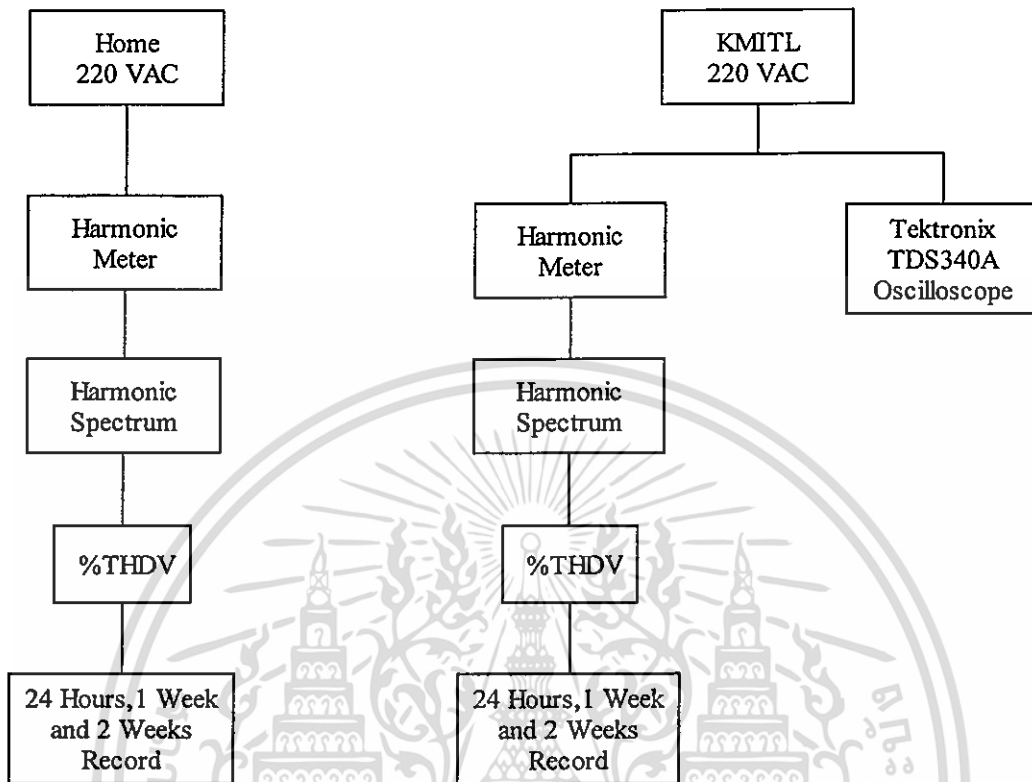 Home
220 VAC
Harmonic
Meter
Harmonic
Spectrum
%THDV
24 Hours,1 Week
and 2 Weeks
Record
KMITL
220 VAC
Harmonic
Meter
Harmonic
Spectrum
%THDV
24 Hours,1 Week
and 2 Weeks
Record
Tektronix
TDS340A
Oscilloscope